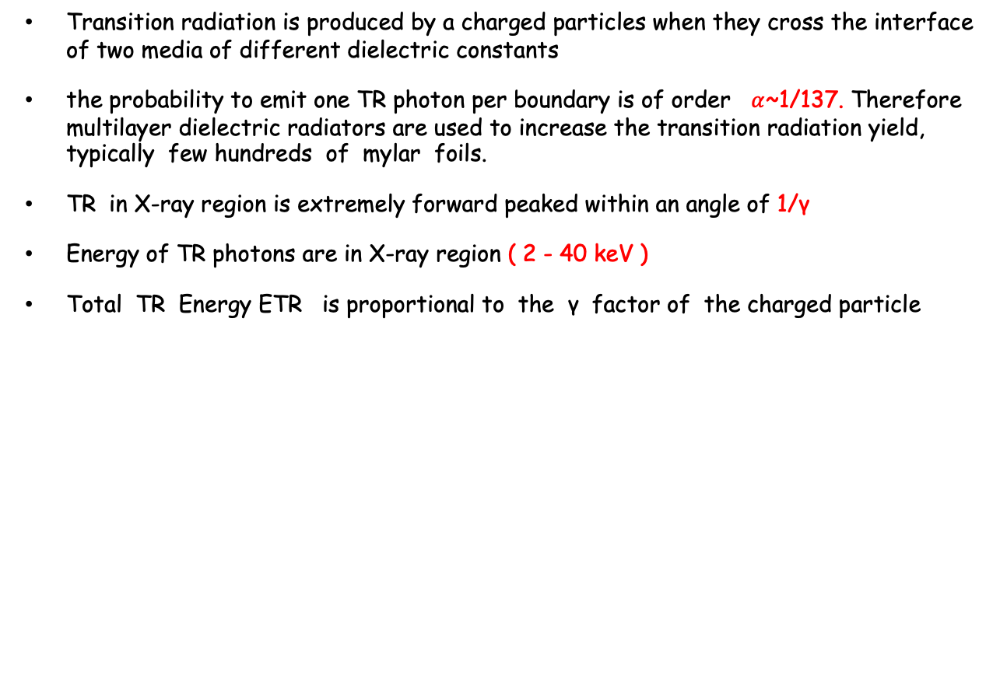 • Transition radiation is produced by a charged particles when they cross the interface
of two media of different dielectric constants
• the probability to emit one TR photon per boundary is of order α~1/137. Therefore
multilayer dielectric radiators are used to increase the transition radiation yield,
typically few hundreds of mylar foils.
• TR in X-ray region is extremely forward peaked within an angle of 1/γ
• Energy of TR photons are in X-ray region ( 2 - 40 keV )
• Total TR Energy ETR is proportional to the γ factor of the charged particle